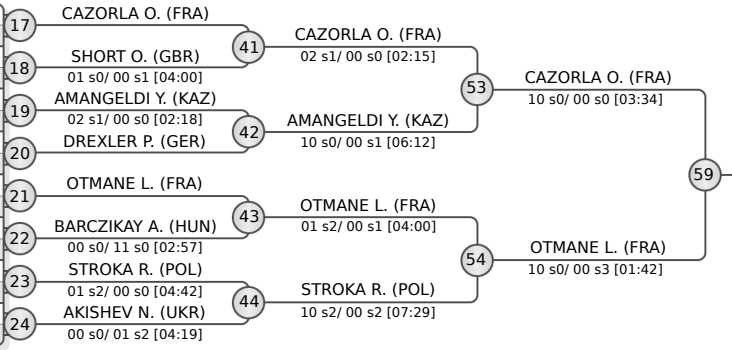 17
CAZORLA O. (FRA)
18
SHORT O. (GBR)
01 s0/ 00 s1 [04:00]
41
CAZORLA O. (FRA)
02 s1/ 00 s0 [02:15]
19
AMANGELDI Y. (KAZ)
02 s1/ 00 s0 [02:18]
20
DREXLER P. (GER)
42
AMANGELDI Y. (KAZ)
10 s0/ 00 s1 [06:12]
53
CAZORLA O. (FRA)
10 s0/ 00 s0 [03:34]
21
OTMANE L. (FRA)
22
BARCZIKAY A. (HUN)
00 s0/ 11 s0 [02:57]
43
OTMANE L. (FRA)
01 s2/ 00 s1 [04:00]
23
STROKA R. (POL)
01 s2/ 00 s0 [04:42]
24
AKISHEV N. (UKR)
00 s0/ 01 s2 [04:19]
44
STROKA R. (POL)
10 s2/ 00 s2 [07:29]
54
OTMANE L. (FRA)
10 s0/ 00 s3 [01:42]
59